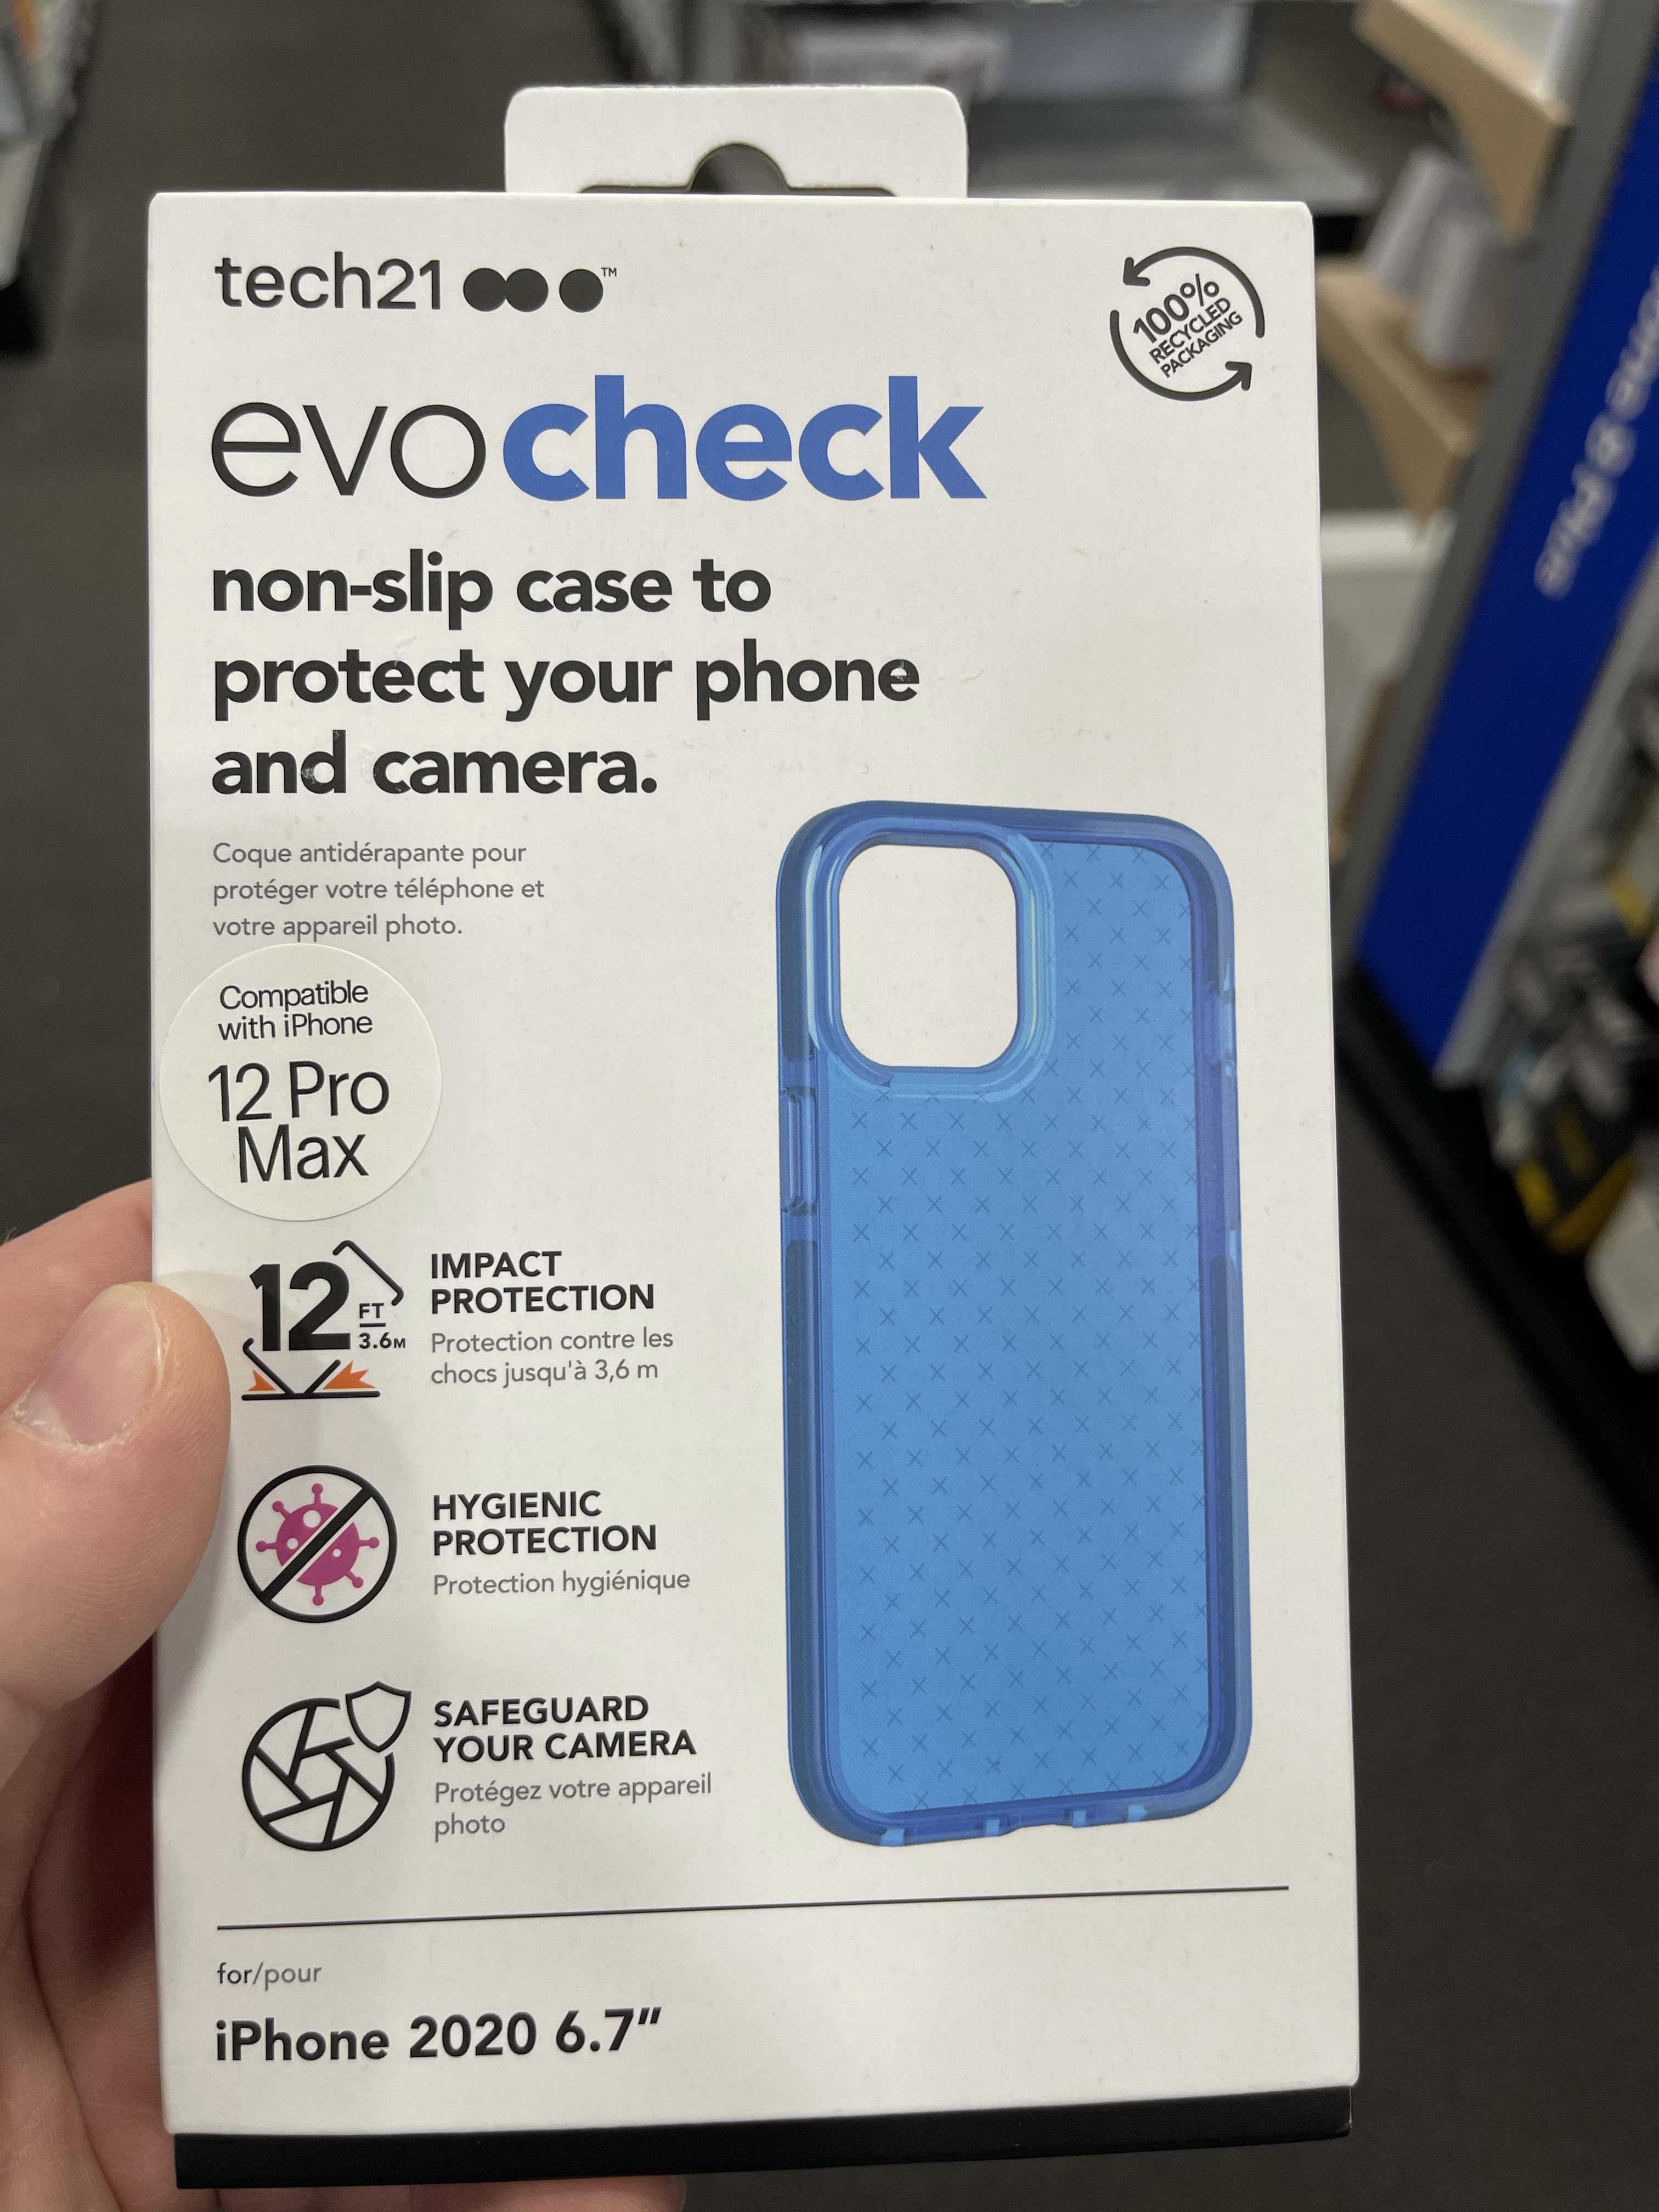 tech21 ™
100%
RECYCLED
PACKAGING
evocheck
non-slip case to
protect your phone
and camera.
Coque antidérapante pour
protéger votre téléphone et
votre appareil photo.
Compatible
with iPhone
12 Pro
Max
12 FT
3.6M
IMPACT
PROTECTION
Protection contre les
chocs jusqu'à 3,6 m
HYGIENIC
PROTECTION
Protection hygiénique
SAFEGUARD
YOUR CAMERA
Protégez votre appareil
photo
for/pour
iPhone 2020 6.7”